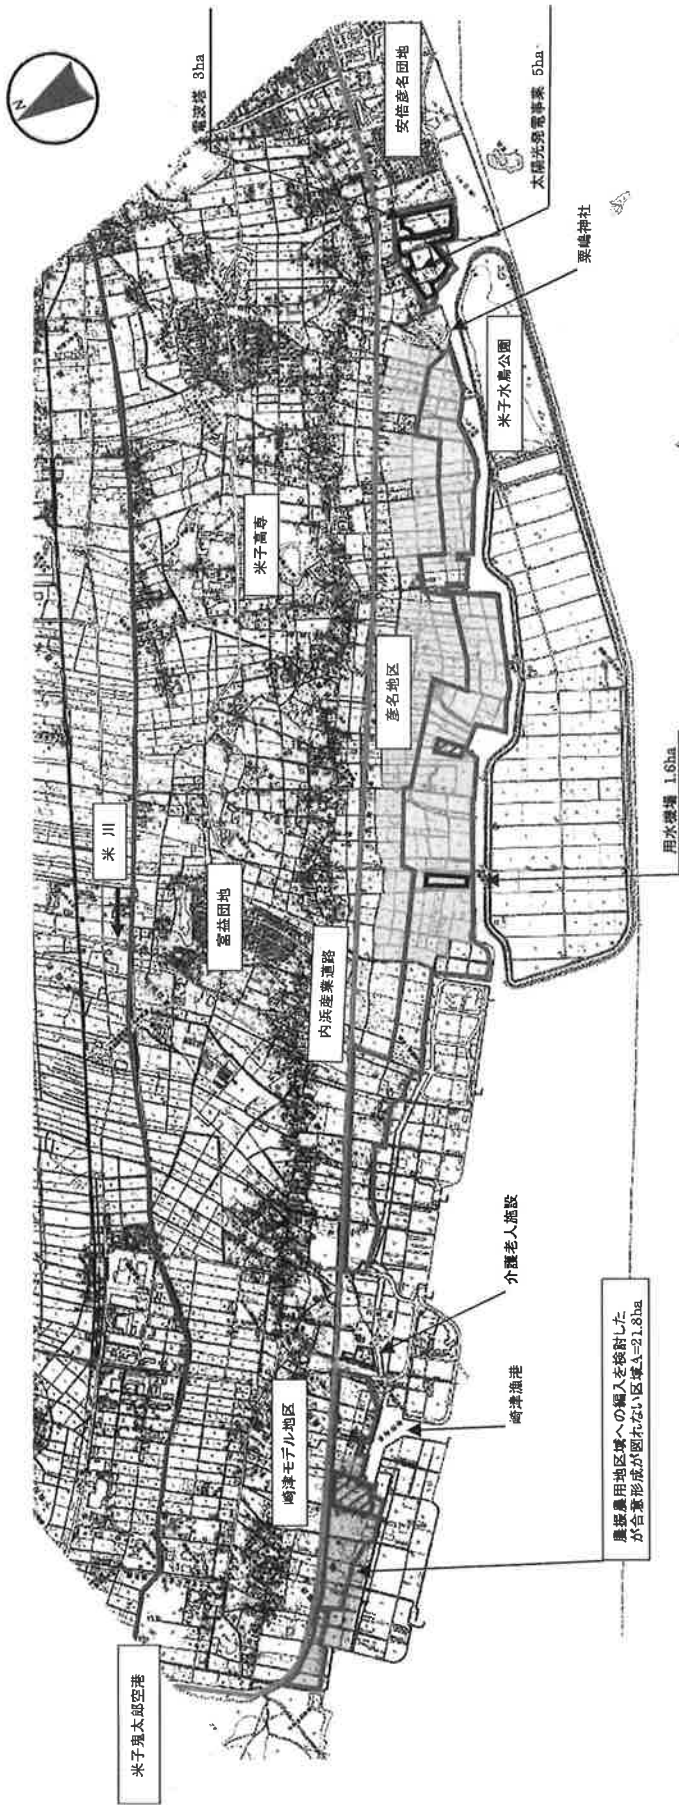 N
電波塔 3ha
安倍彦名団地
太陽光発電事業 5ha
粟嶋神社
米子水鳥公園
米子高専
彦名地区
米川
富益団地
内浜産業道路
用水機場 1.6ha
介護老人施設
崎津漁港
崎津モデル地区
農振農用地区域への編入を検討した
が合意形成が図れない区域A=21.8ha
米子鬼太郎空港